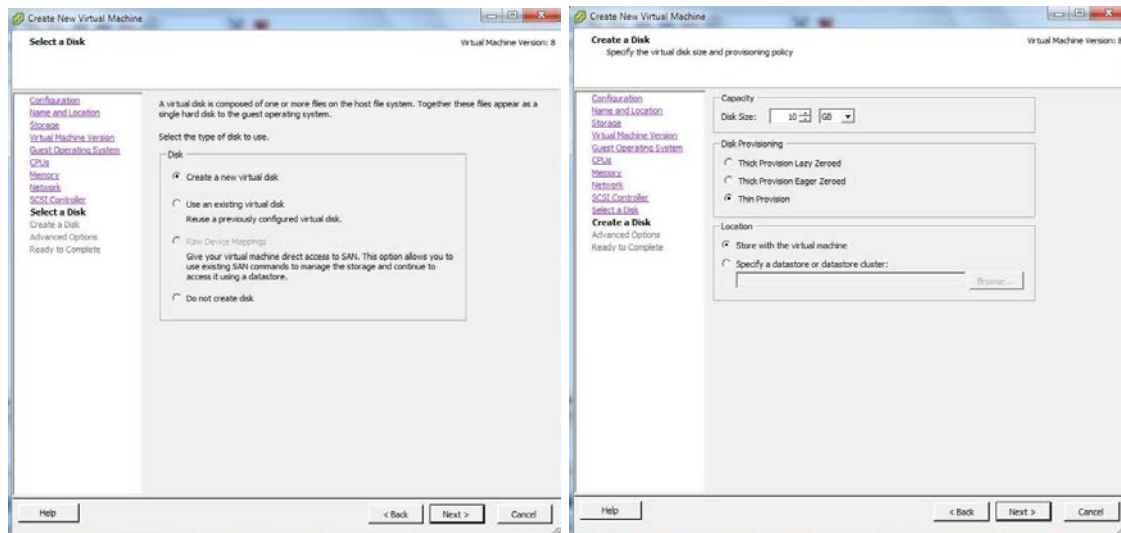 Create New Virtual Machine
Select a Disk
Virtual Machine Version: 8
Configuration
Name and Location
Storage
Virtual Machine Version
Guest Operating System
CPUs
Memory
Network
SCSI Controller
Select a Disk
Create a Disk
Advanced Options
Ready to Complete
A virtual disk is composed of one or more files on the host file system. Together these files appear as a
single hard disk to the guest operating system.
Select the type of disk to use.
Disk
Create a new virtual disk
Use an existing virtual disk
Reuse a previously configured virtual disk.
Raw Device Mappings
Give your virtual machine direct access to SAN. This option allows you to
use existing SAN commands to manage the storage and continue to
access it using a datastore.
Do not create disk
Help
< Back
Next >
Cancel
Create New Virtual Machine
Create a Disk
Specify the virtual disk size and provisioning policy
Virtual Machine Version: 8
Configuration
Name and Location
Storage
Virtual Machine Version
Guest Operating System
CPUs
Memory
Network
SCSI Controller
Select a Disk
Create a Disk
Advanced Options
Ready to Complete
Capacity
Disk Size: 10 GB
Disk Provisioning
Thick Provision Lazy Zeroed
Thick Provision Eager Zeroed
Thin Provision
Location
Store with the virtual machine
Specify a datastore or datastore cluster:
Browse...
Help
< Back
Next >
Cancel